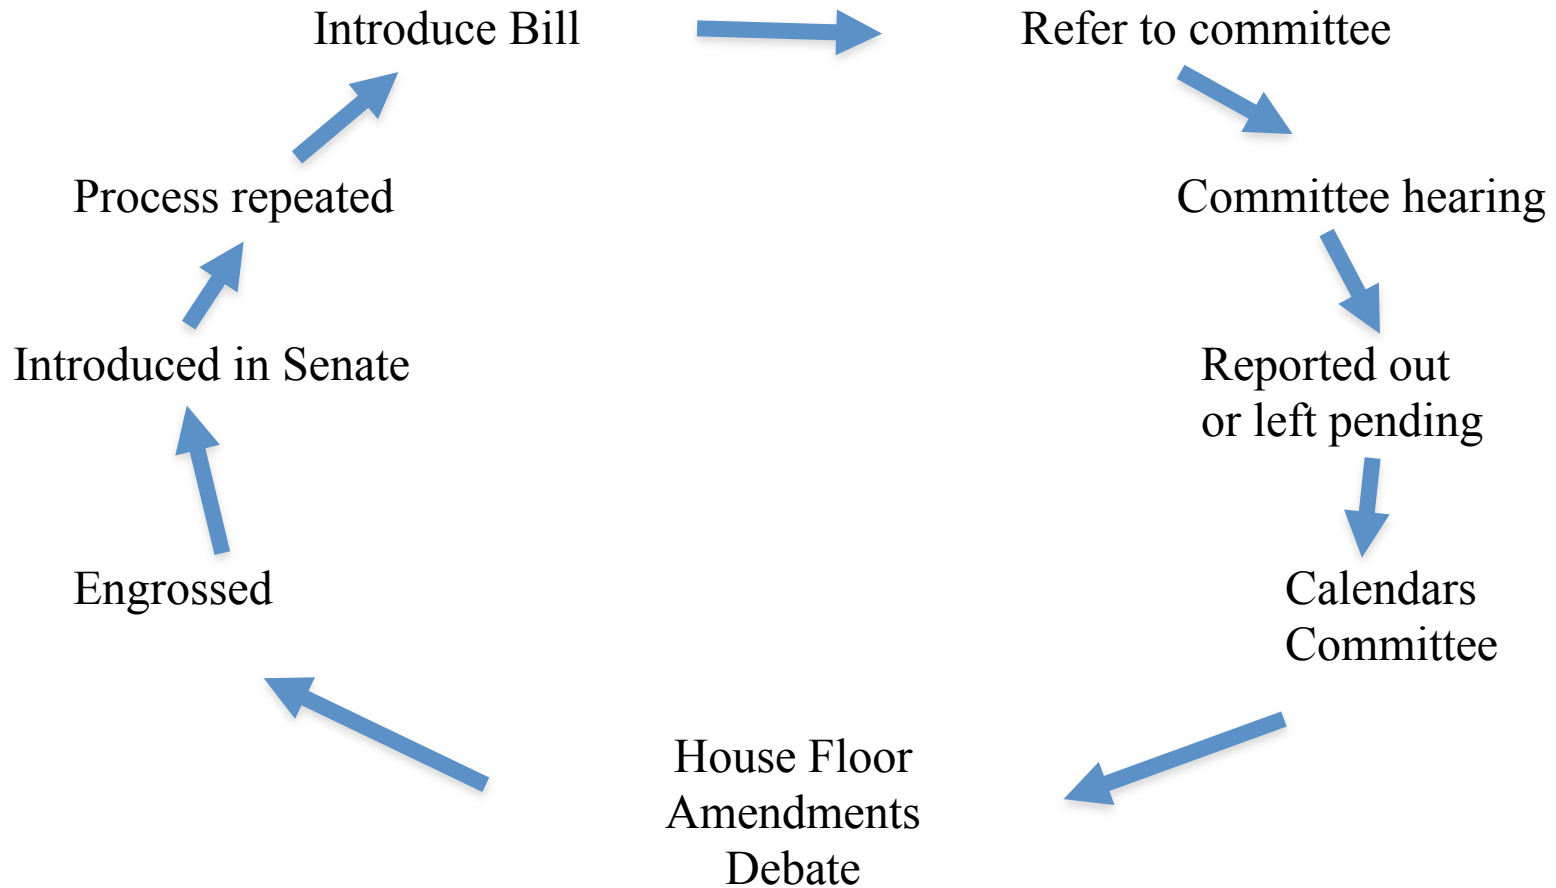 Introduce Bill
Refer to committee
Committee hearing
Reported out
or left pending
Calendars
Committee
House Floor
Amendments
Debate
Engrossed
Introduced in Senate
Process repeated